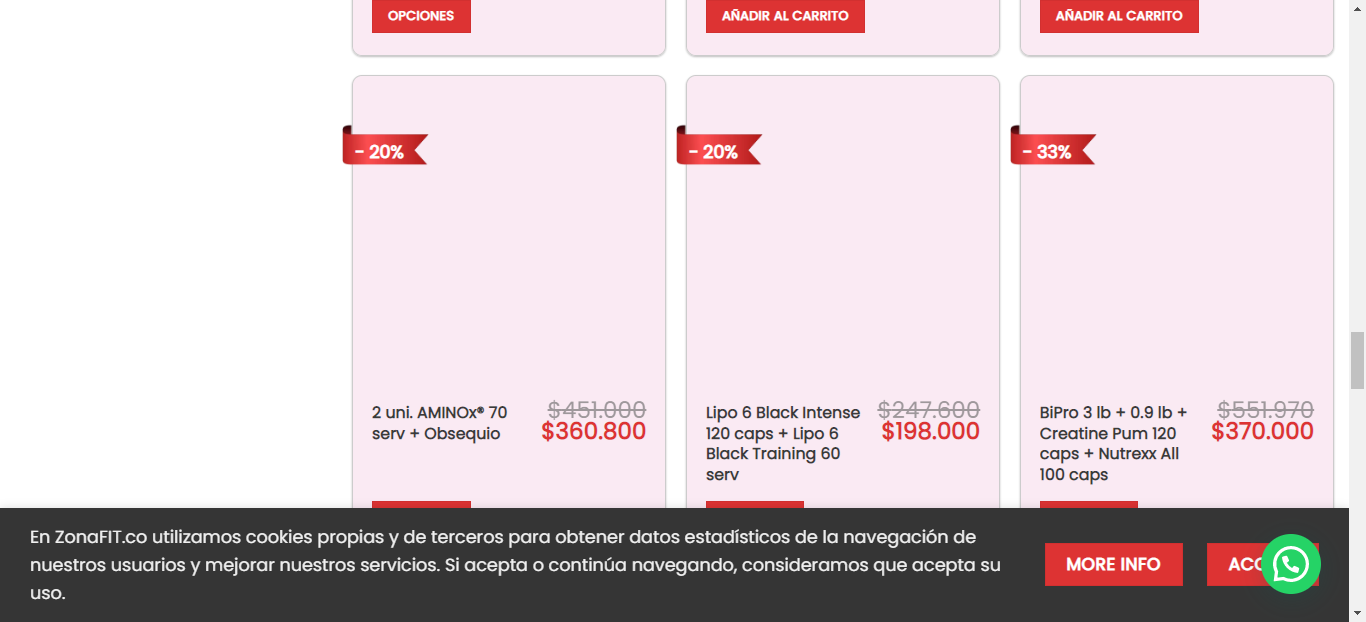 OPCIONES
AÑADIR AL CARRITO
AÑADIR AL CARRITO
- 20%
- 20%
- 33%
2 uni. AMINOx® 70
serv + Obsequio
$451.000
$360.800
Lipo 6 Black Intense
120 caps + Lipo 6
Black Training 60
serv
$247.600
$198.000
BiPro 3 lb + 0.9 lb +
Creatine Pum 120
caps + Nutrexx All
100 caps
$551.970
$370.000
En ZonaFIT.co utilizamos cookies propias y de terceros para obtener datos estadísticos de la navegación de
nuestros usuarios y mejorar nuestros servicios. Si acepta o continúa navegando, consideramos que acepta su
uso.
MORE INFO